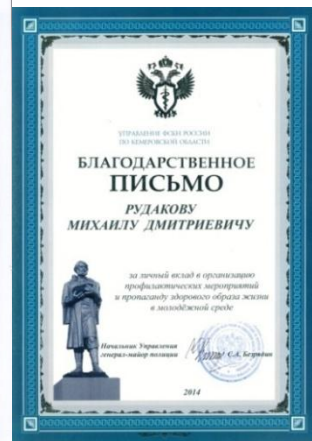 УПРАВЛЕНИЕ ФСКН РОССИИ
ПО КЕМЕРОВСКОЙ ОБЛАСТИ
БЛАГОДАРСТВЕННОЕ
ПИСЬМО
РУДАКОВУ
МИХАИЛУ ДМИТРИЕВИЧУ
за личный вклад в организацию
профилактических мероприятий
и пропаганду здорового образа жизни
в молодёжной среде
Начальник Управления
генерал-майор полиции
С.А. Безрядин
2014